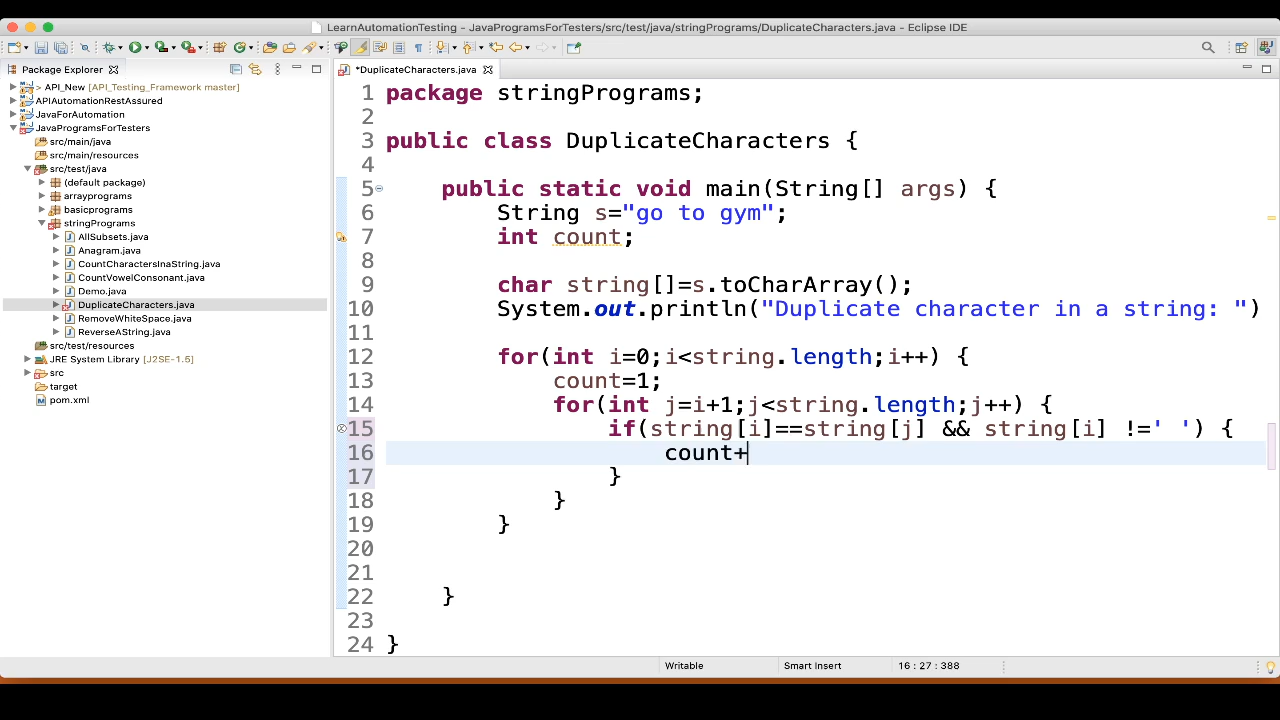 LearnAutomationTesting - JavaProgramsForTesters/src/test/java/stringPrograms/DuplicateCharacters.java - Eclipse IDE
Package Explorer
*DuplicateCharacters.java
> API_New [API_Testing_Framework master]
APIAutomationRestAssured
JavaForAutomation
JavaProgramsForTesters
src/main/java
src/main/resources
src/test/java
(default package)
arrayprograms
basicprograms
stringPrograms
AllSubsets.java
Anagram.java
CountCharactersInaString.java
CountVowelConsonant.java
Demo.java
DuplicateCharacters.java
RemoveWhiteSpace.java
ReverseAString.java
src/test/resources
JRE System Library [J2SE-1.5]
src
target
pom.xml
1 package stringPrograms;
2
3 public class DuplicateCharacters {
4
5 public static void main(String[] args) {
6 String s="go to gym";
7 int count;
8
9 char string[]=s.toCharArray();
10 System.out.println("Duplicate character in a string: ")
11
12 for(int i=0;i<string.length;i++) {
13 count=1;
14 for(int j=i+1;j<string.length;j++) {
15 if(string[i]==string[j] && string[i] !=' ') {
16 count+
17 }
18 }
19 }
20
21
22 }
23
24 }
Writable
Smart Insert
16 : 27 : 388